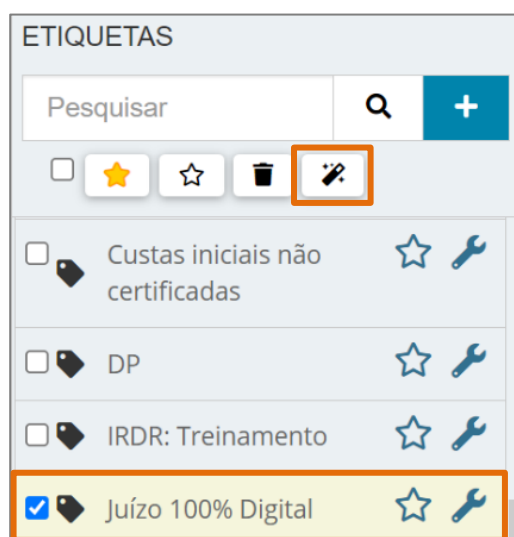 ETIQUETAS
Pesquisar
Custas iniciais não
certificadas
DP
IRDR: Treinamento
Juízo 100% Digital